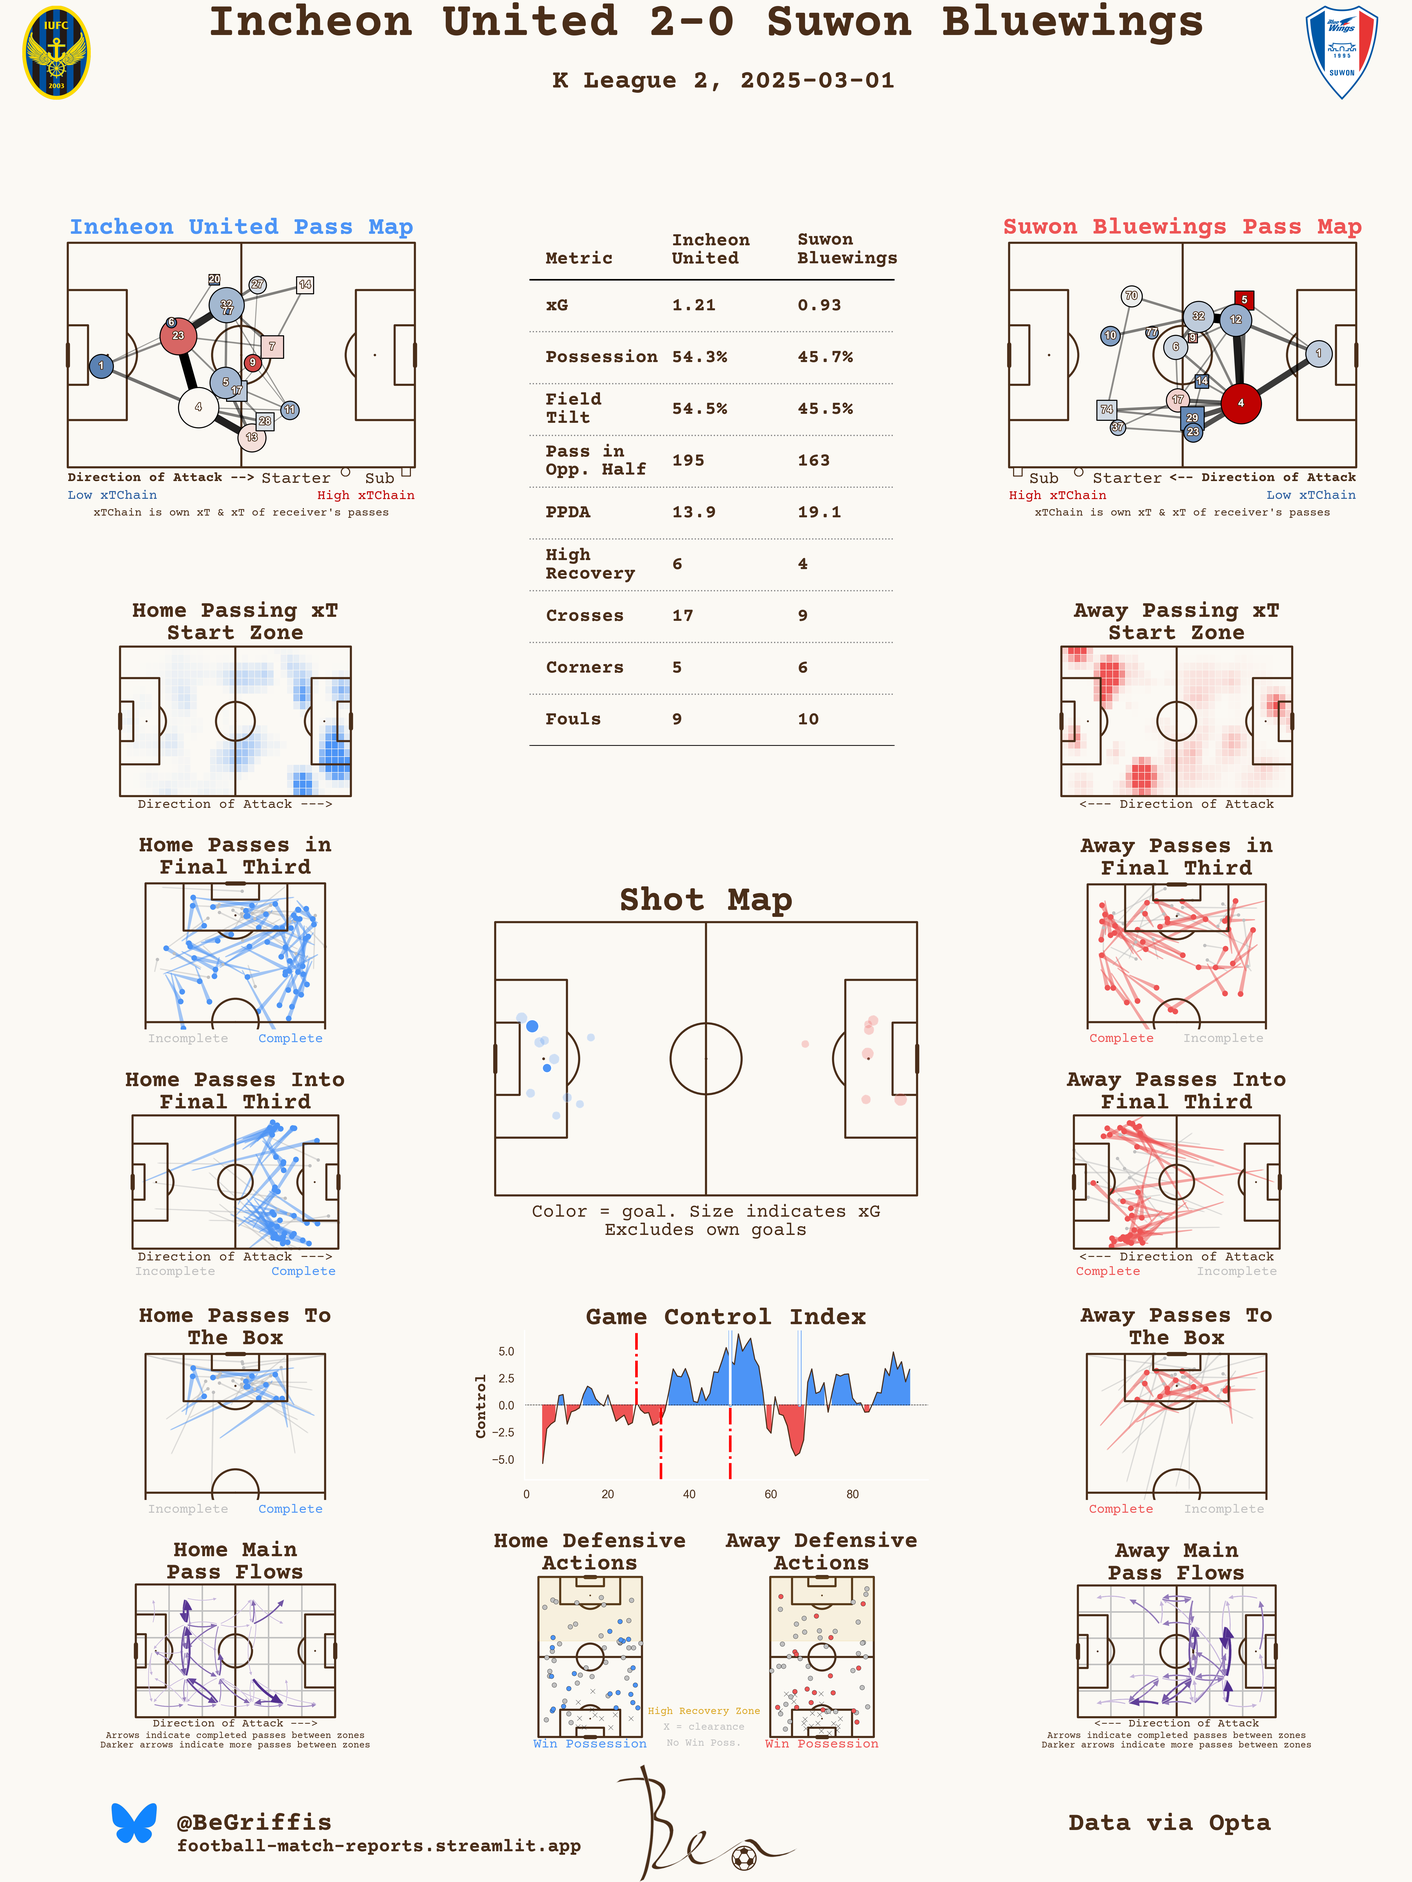 Incheon United 2-0 Suwon Bluewings
K League 2, 2025-03-01
IUFC
2003
Blue Wings
1995
SUWON
Incheon United Pass Map
20
27
14
32
77
6
23
7
9
1
5
17
4
11
28
13
Direction of Attack --> Starter Sub
Low xTChain High xTChain
xTChain is own xT & xT of receiver's passes
Metric Incheon United Suwon Bluewings
xG 1.21 0.93
Possession 54.3% 45.7%
Field Tilt 54.5% 45.5%
Pass in Opp. Half 195 163
PPDA 13.9 19.1
High Recovery 6 4
Crosses 17 9
Corners 5 6
Fouls 9 10
Suwon Bluewings Pass Map
70
5
32
12
10
77
9
6
1
14
17
4
74
29
37
23
Sub Starter <-- Direction of Attack
High xTChain Low xTChain
xTChain is own xT & xT of receiver's passes
Home Passing xT
Start Zone
Direction of Attack --->
Away Passing xT
Start Zone
<--- Direction of Attack
Home Passes in
Final Third
Incomplete Complete
Away Passes in
Final Third
Complete Incomplete
Shot Map
Color = goal. Size indicates xG
Excludes own goals
Home Passes Into
Final Third
Direction of Attack --->
Incomplete Complete
Away Passes Into
Final Third
<--- Direction of Attack
Complete Incomplete
Home Passes To
The Box
Incomplete Complete
Game Control Index
Control
5.0
2.5
0.0
−2.5
−5.0
0 20 40 60 80
Away Passes To
The Box
Complete Incomplete
Home Main
Pass Flows
Direction of Attack --->
Arrows indicate completed passes between zones
Darker arrows indicate more passes between zones
Home Defensive
Actions
Win Possession
High Recovery Zone
X = clearance
No Win Poss.
Away Defensive
Actions
Win Possession
Away Main
Pass Flows
<--- Direction of Attack
Arrows indicate completed passes between zones
Darker arrows indicate more passes between zones
@BeGriffis
football-match-reports.streamlit.app
Ben
Data via Opta